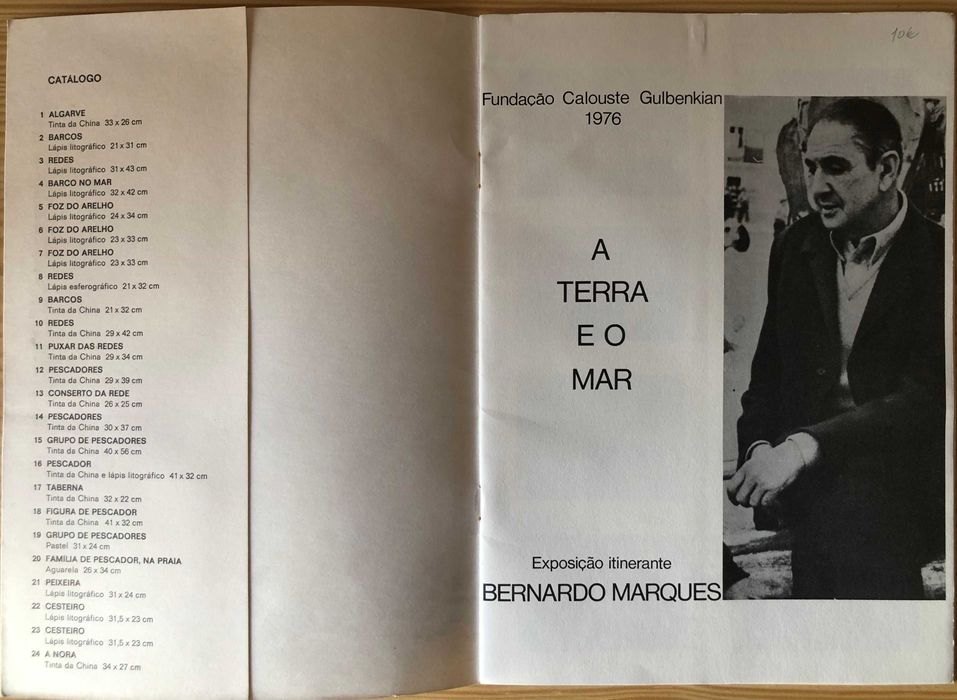 CATÁLOGO
1 ALGARVE
Tinta da China 33 x 26 cm
2 BARCOS
Lápis litográfico 21 x 31 cm
3 REDES
Lápis litográfico 31 x 43 cm
4 BARCO NO MAR
Lápis litográfico 32 x 42 cm
5 FOZ DO ARELHO
Lápis litográfico 24 x 34 cm
6 FOZ DO ARELHO
Lápis litográfico 23 x 33 cm
7 FOZ DO ARELHO
Lápis litográfico 23 x 33 cm
8 REDES
Lápis esferográfico 21 x 32 cm
9 BARCOS
Tinta da China 21 x 32 cm
10 REDES
Tinta da China 29 x 42 cm
11 PUXAR DAS REDES
Tinta da China 29 x 34 cm
12 PESCADORES
Tinta da China 29 x 39 cm
13 CONSERTO DA REDE
Tinta da China 26 x 25 cm
14 PESCADORES
Tinta da China 30 x 37 cm
15 GRUPO DE PESCADORES
Tinta da China 40 x 56 cm
16 PESCADOR
Tinta da China e lápis litográfico 41 x 32 cm
17 TABERNA
Tinta da China 32 x 22 cm
18 FIGURA DE PESCADOR
Tinta da China 41 x 32 cm
19 GRUPO DE PESCADORES
Pastel 31 x 24 cm
20 FAMÍLIA DE PESCADOR, NA PRAIA
Aguarela 26 x 34 cm
21 PEIXEIRA
Lápis litográfico 31 x 24 cm
22 CESTEIRO
Lápis litográfico 31,5 x 23 cm
23 CESTEIRO
Lápis litográfico 31,5 x 23 cm
24 A NORA
Tinta da China 34 x 27 cm
10€
Fundação Calouste Gulbenkian
1976
A
TERRA
E O
MAR
Exposição itinerante
BERNARDO MARQUES